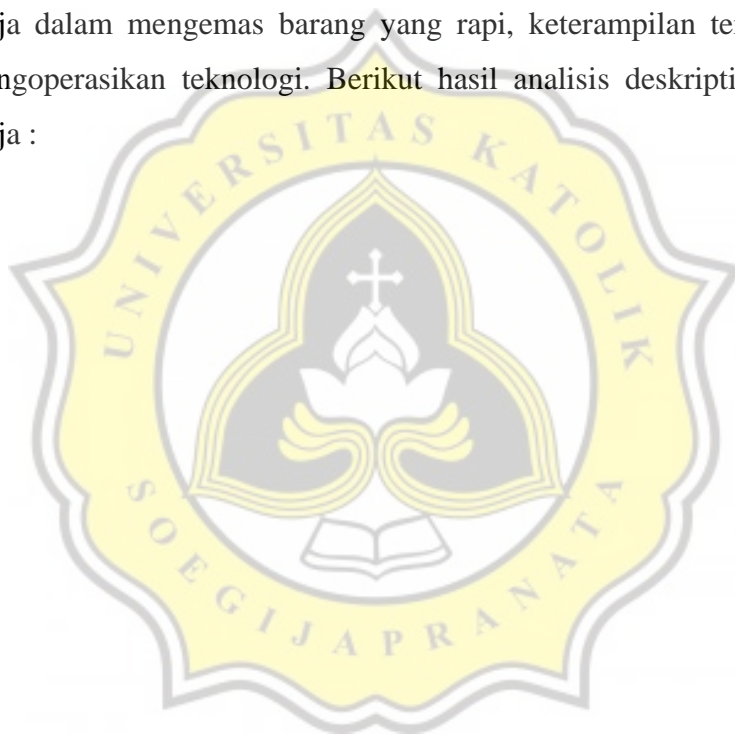 ja dalam mengemas barang yang rapi, keterampilan te
ngoperasikan teknologi. Berikut hasil analisis deskripti
ja :
UNIVERSITAS KATOLIK
SOEGIJAPRANATA